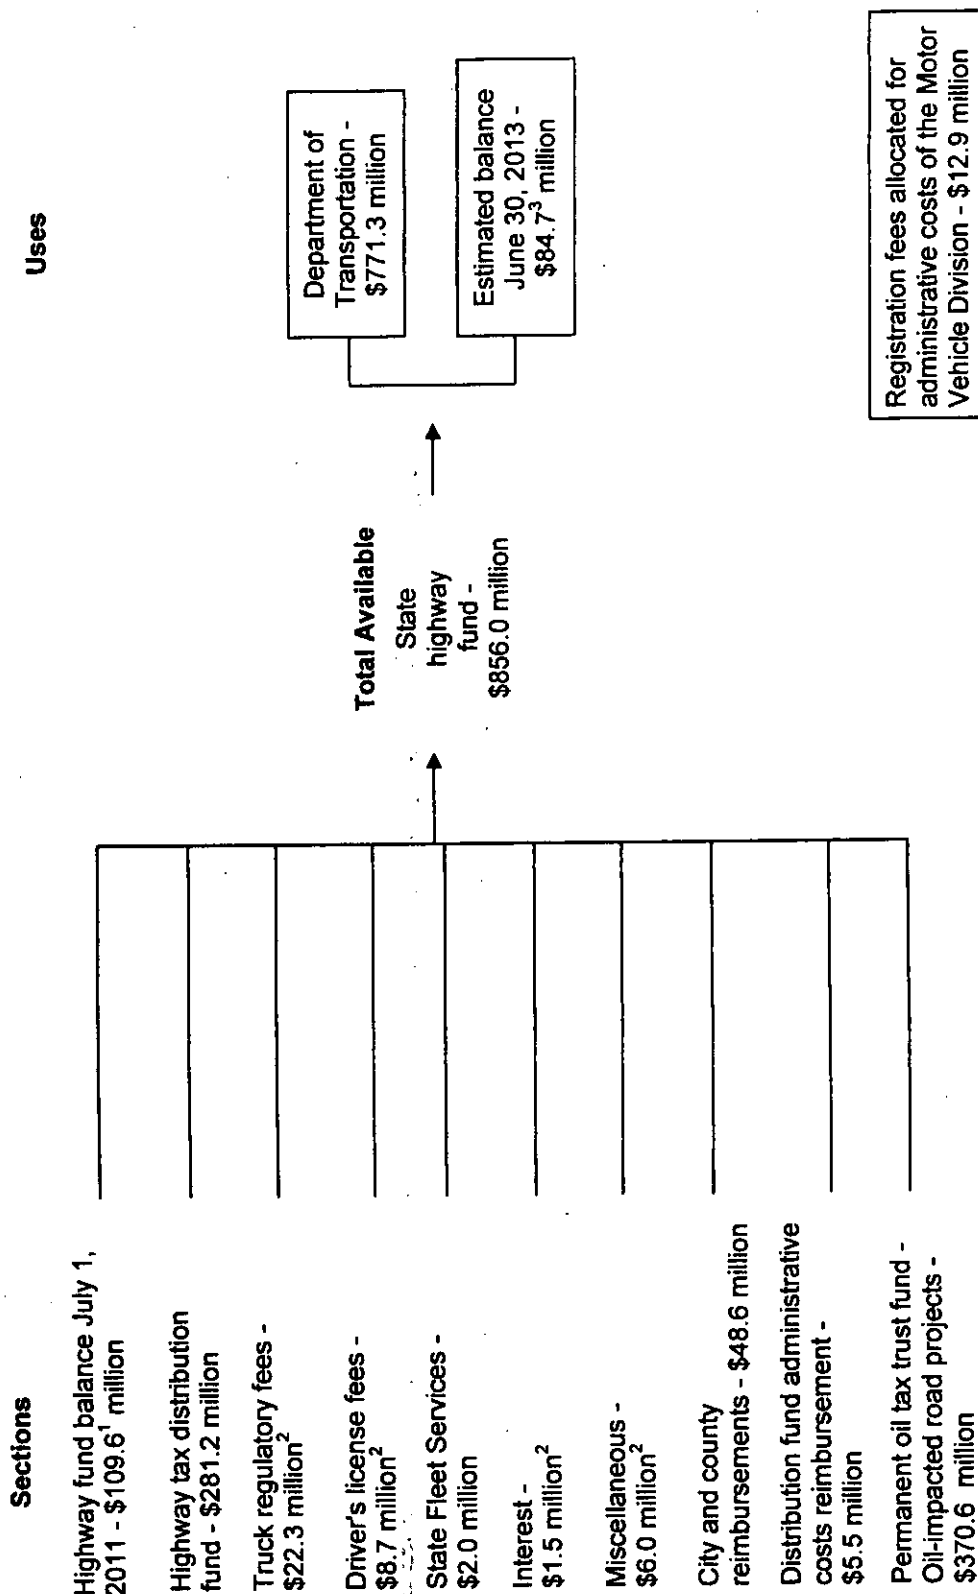 Sections
Highway fund balance July 1,
2011 - $109.6¹ million
Highway tax distribution
fund - $281.2 million
Truck regulatory fees -
$22.3 million²
Driver's license fees -
$8.7 million²
State Fleet Services -
$2.0 million
Interest -
$1.5 million²
Miscellaneous -
$6.0 million²
City and county
reimbursements - $48.6 million
Distribution fund administrative
costs reimbursement -
$5.5 million
Permanent oil tax trust fund -
Oil-impacted road projects -
$370.6 million
Total Available
State
highway
fund -
$856.0 million
Uses
Department of
Transportation -
$771.3 million
Estimated balance
June 30, 2013 -
$84.7³ million
Registration fees allocated for
administrative costs of the Motor
Vehicle Division - $12.9 million